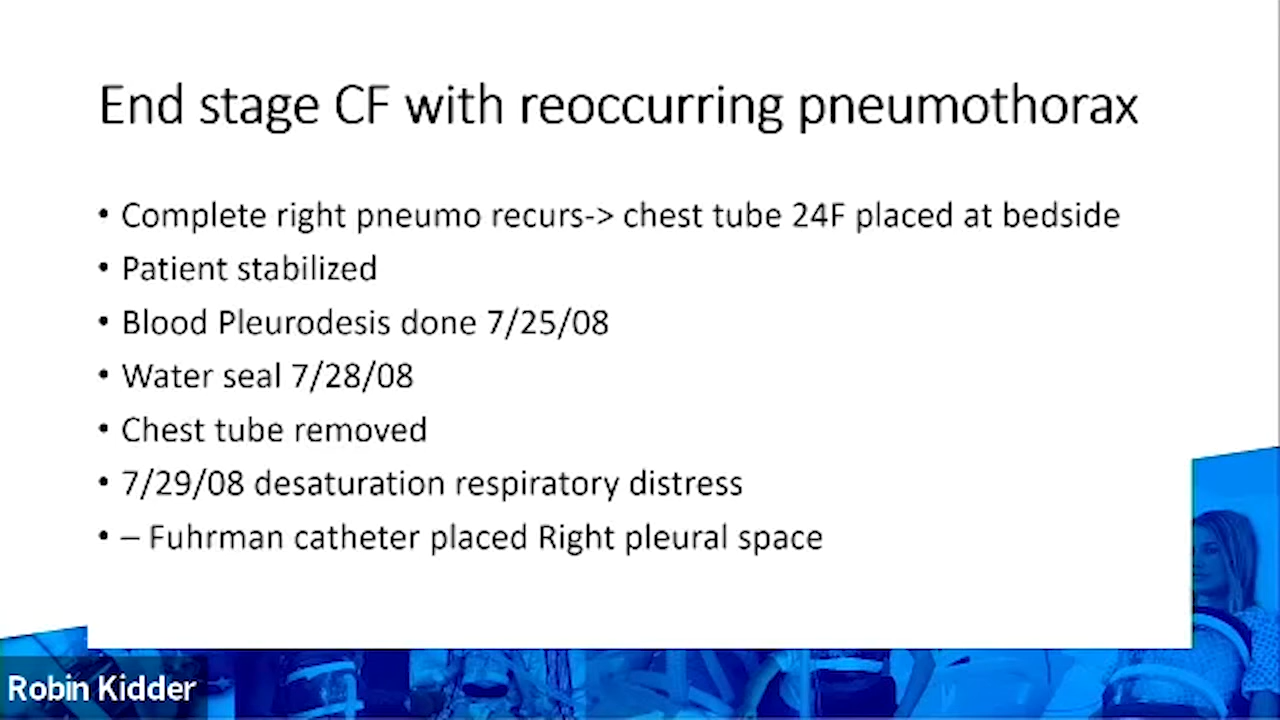 End stage CF with reoccurring pneumothorax
• Complete right pneumo recurs-> chest tube 24F placed at bedside
• Patient stabilized
• Blood Pleurodesis done 7/25/08
• Water seal 7/28/08
• Chest tube removed
• 7/29/08 desaturation respiratory distress
• – Fuhrman catheter placed Right pleural space
Robin Kidder